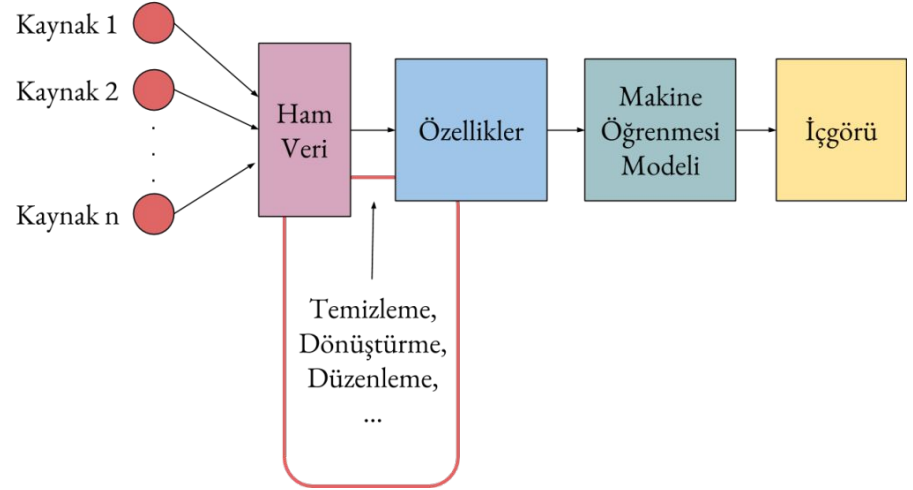 Kaynak 1
Kaynak 2
.
.
.
Kaynak n
Ham
Veri
Özellikler
Makine
Öğrenmesi
Modeli
İçgörü
Temizleme,
Dönüştürme,
Düzenleme,
...